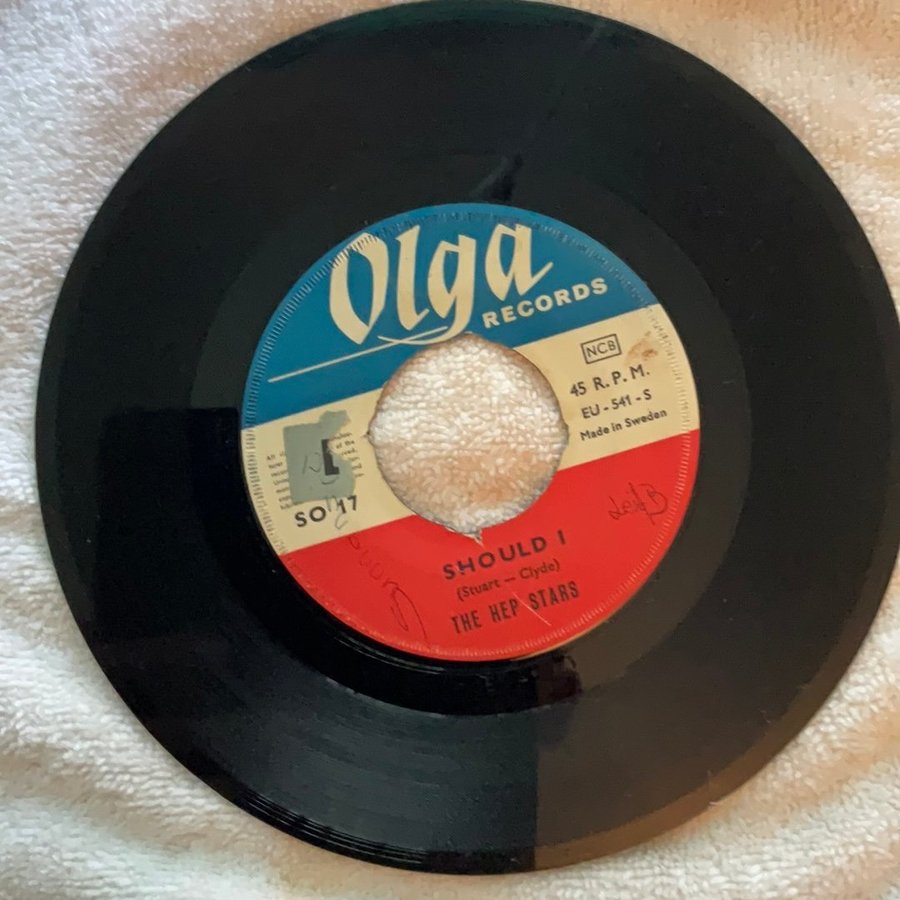 Olga
RECORDS
NCB
45 R.P.M.
EU - 541 - S
Made in Sweden
SO 17
SHOULD I
(Stuart — Clyde)
THE HEP STARS